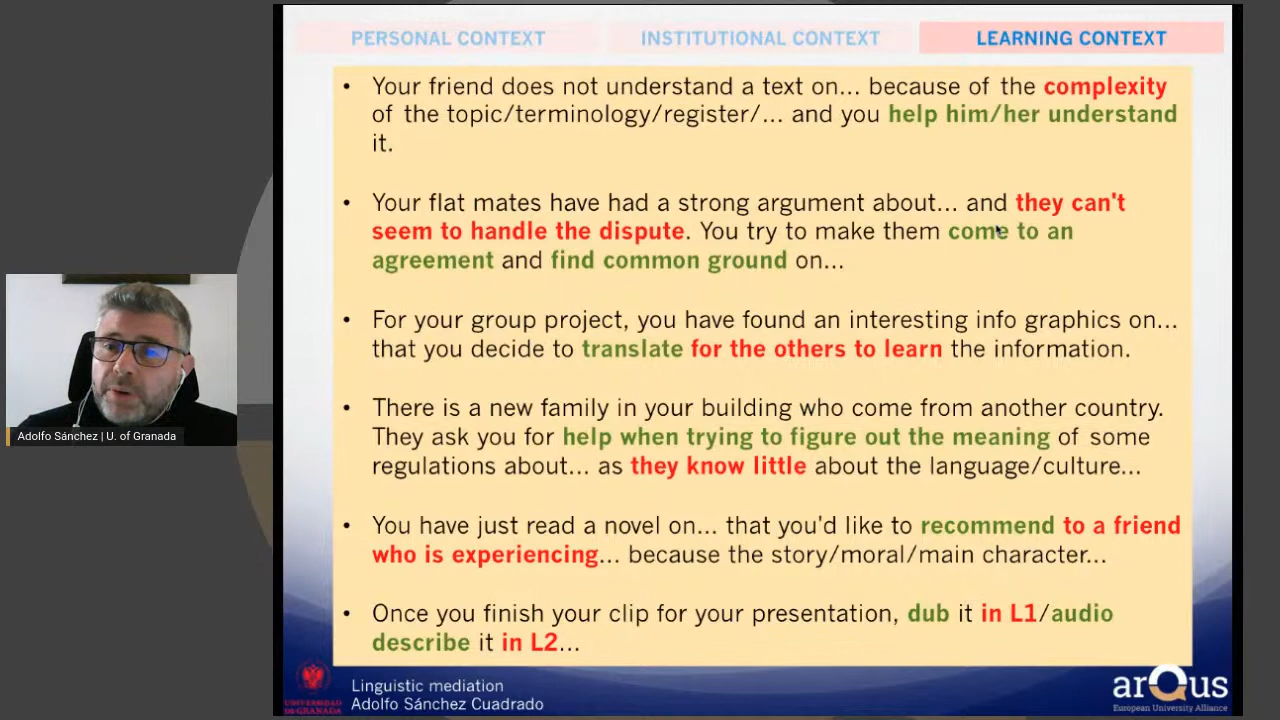 PERSONAL CONTEXT
INSTITUTIONAL CONTEXT
LEARNING CONTEXT
• Your friend does not understand a text on... because of the complexity
of the topic/terminology/register/... and you help him/her understand
it.
• Your flat mates have had a strong argument about... and they can't
seem to handle the dispute. You try to make them come to an
agreement and find common ground on...
• For your group project, you have found an interesting info graphics on...
that you decide to translate for the others to learn the information.
• There is a new family in your building who come from another country.
They ask you for help when trying to figure out the meaning of some
regulations about... as they know little about the language/culture...
• You have just read a novel on... that you'd like to recommend to a friend
who is experiencing... because the story/moral/main character...
• Once you finish your clip for your presentation, dub it in L1/audio
describe it in L2...
Adolfo Sánchez | U. of Granada
UNIVERSIDAD
DE GRANADA
Linguistic mediation
Adolfo Sánchez Cuadrado
arQus
European University Alliance